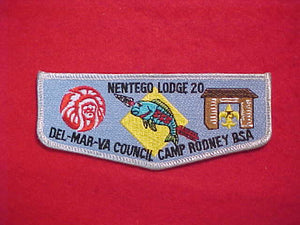 NENTEGO LODGE 20
DEL-MAR-VA COUNCIL CAMP RODNEY BSA